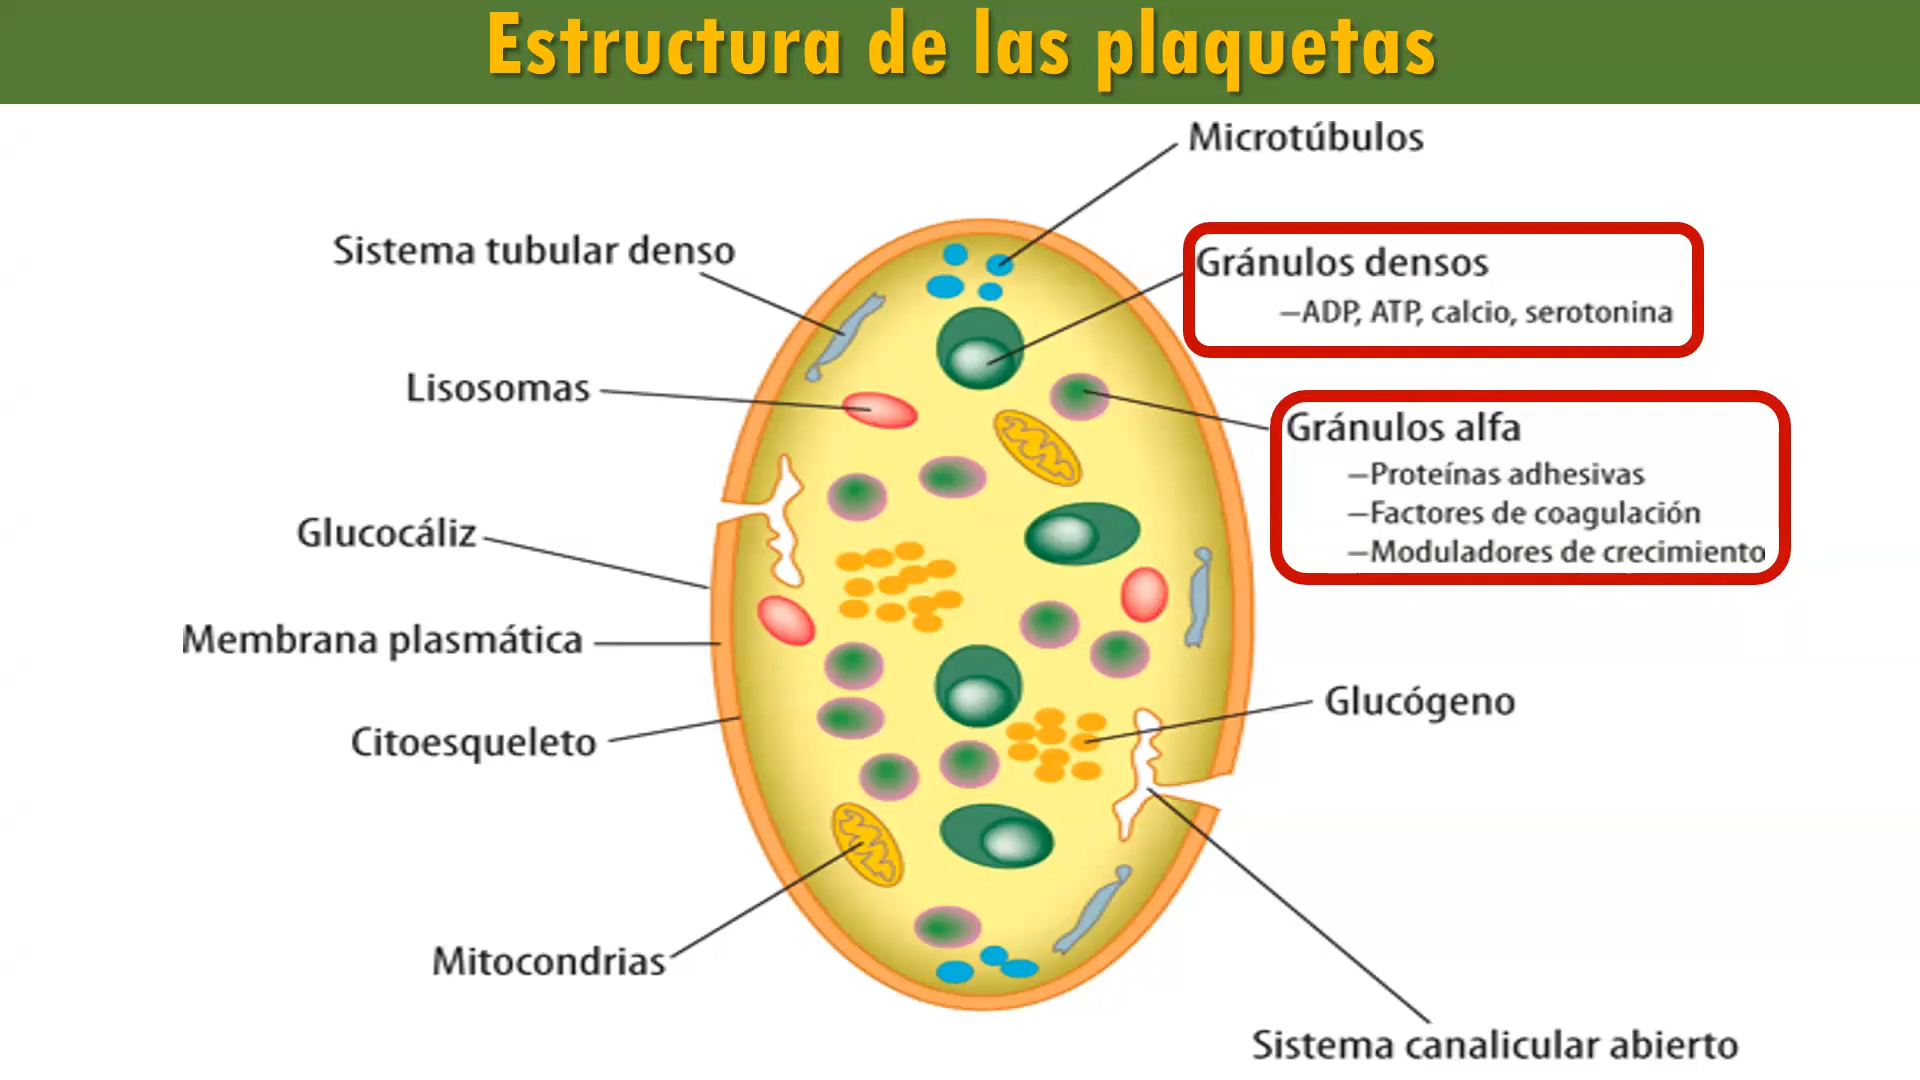 Estructura de las plaquetas
Microtúbulos
Sistema tubular denso
Gránulos densos
–ADP, ATP, calcio, serotonina
Lisosomas
Gránulos alfa
–Proteínas adhesivas
–Factores de coagulación
–Moduladores de crecimiento
Glucocáliz
Membrana plasmática
Glucógeno
Citoesqueleto
Mitocondrias
Sistema canalicular abierto